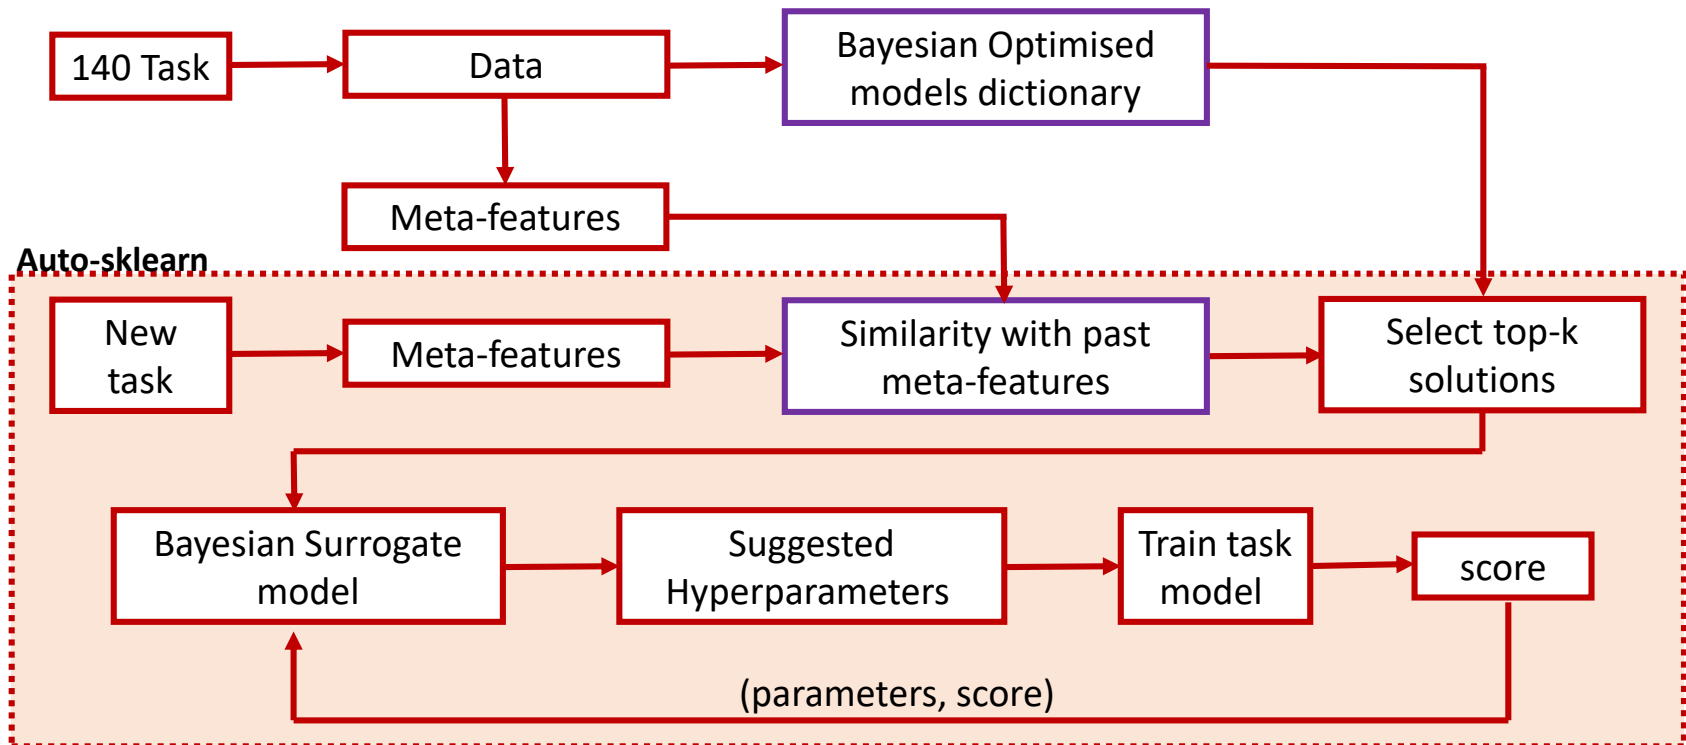 140 Task
Data
Bayesian Optimised
models dictionary
Meta-features
Auto-sklearn
New
task
Meta-features
Similarity with past
meta-features
Select top-k
solutions
Bayesian Surrogate
model
Suggested
Hyperparameters
Train task
model
score
(parameters, score)